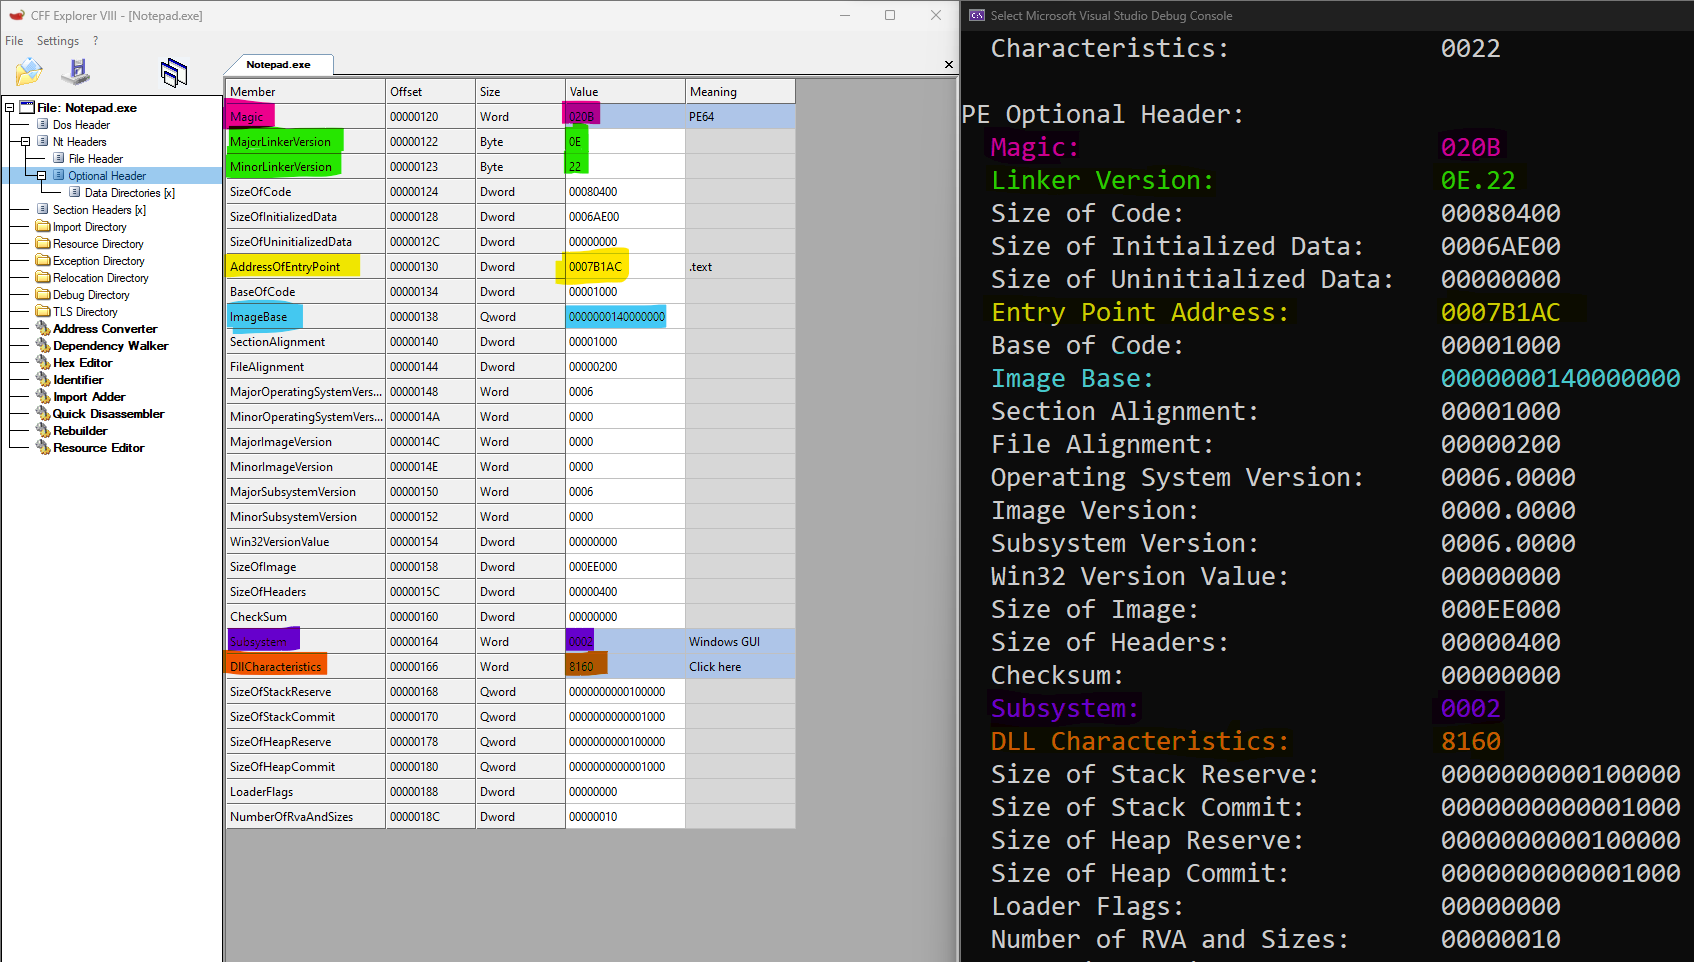 CFF Explorer VIII - [Notepad.exe]
File Settings ?
Notepad.exe
File: Notepad.exe
Dos Header
Nt Headers
File Header
Optional Header
Data Directories [x]
Section Headers [x]
Import Directory
Resource Directory
Exception Directory
Relocation Directory
Debug Directory
TLS Directory
Address Converter
Dependency Walker
Hex Editor
Identifier
Import Adder
Quick Disassembler
Rebuilder
Resource Editor
Member Offset Size Value Meaning
Magic 00000120 Word 020B PE64
MajorLinkerVersion 00000122 Byte 0E
MinorLinkerVersion 00000123 Byte 22
SizeOfCode 00000124 Dword 00080400
SizeOfInitializedData 00000128 Dword 0006AE00
SizeOfUninitializedData 0000012C Dword 00000000
AddressOfEntryPoint 00000130 Dword 0007B1AC .text
BaseOfCode 00000134 Dword 00001000
ImageBase 00000138 Qword 0000000140000000
SectionAlignment 00000140 Dword 00001000
FileAlignment 00000144 Dword 00000200
MajorOperatingSystemVers... 00000148 Word 0006
MinorOperatingSystemVers... 0000014A Word 0000
MajorImageVersion 0000014C Word 0000
MinorImageVersion 0000014E Word 0000
MajorSubsystemVersion 00000150 Word 0006
MinorSubsystemVersion 00000152 Word 0000
Win32VersionValue 00000154 Dword 00000000
SizeOfImage 00000158 Dword 000EE000
SizeOfHeaders 0000015C Dword 00000400
CheckSum 00000160 Dword 00000000
Subsystem 00000164 Word 0002 Windows GUI
DllCharacteristics 00000166 Word 8160 Click here
SizeOfStackReserve 00000168 Qword 0000000000100000
SizeOfStackCommit 00000170 Qword 0000000000001000
SizeOfHeapReserve 00000178 Qword 0000000000100000
SizeOfHeapCommit 00000180 Qword 0000000000001000
LoaderFlags 00000188 Dword 00000000
NumberOfRvaAndSizes 0000018C Dword 00000010
Select Microsoft Visual Studio Debug Console
Characteristics: 0022
PE Optional Header:
Magic: 020B
Linker Version: 0E.22
Size of Code: 00080400
Size of Initialized Data: 0006AE00
Size of Uninitialized Data: 00000000
Entry Point Address: 0007B1AC
Base of Code: 00001000
Image Base: 0000000140000000
Section Alignment: 00001000
File Alignment: 00000200
Operating System Version: 0006.0000
Image Version: 0000.0000
Subsystem Version: 0006.0000
Win32 Version Value: 00000000
Size of Image: 000EE000
Size of Headers: 00000400
Checksum: 00000000
Subsystem: 0002
DLL Characteristics: 8160
Size of Stack Reserve: 0000000000100000
Size of Stack Commit: 0000000000001000
Size of Heap Reserve: 0000000000100000
Size of Heap Commit: 0000000000001000
Loader Flags: 00000000
Number of RVA and Sizes: 00000010